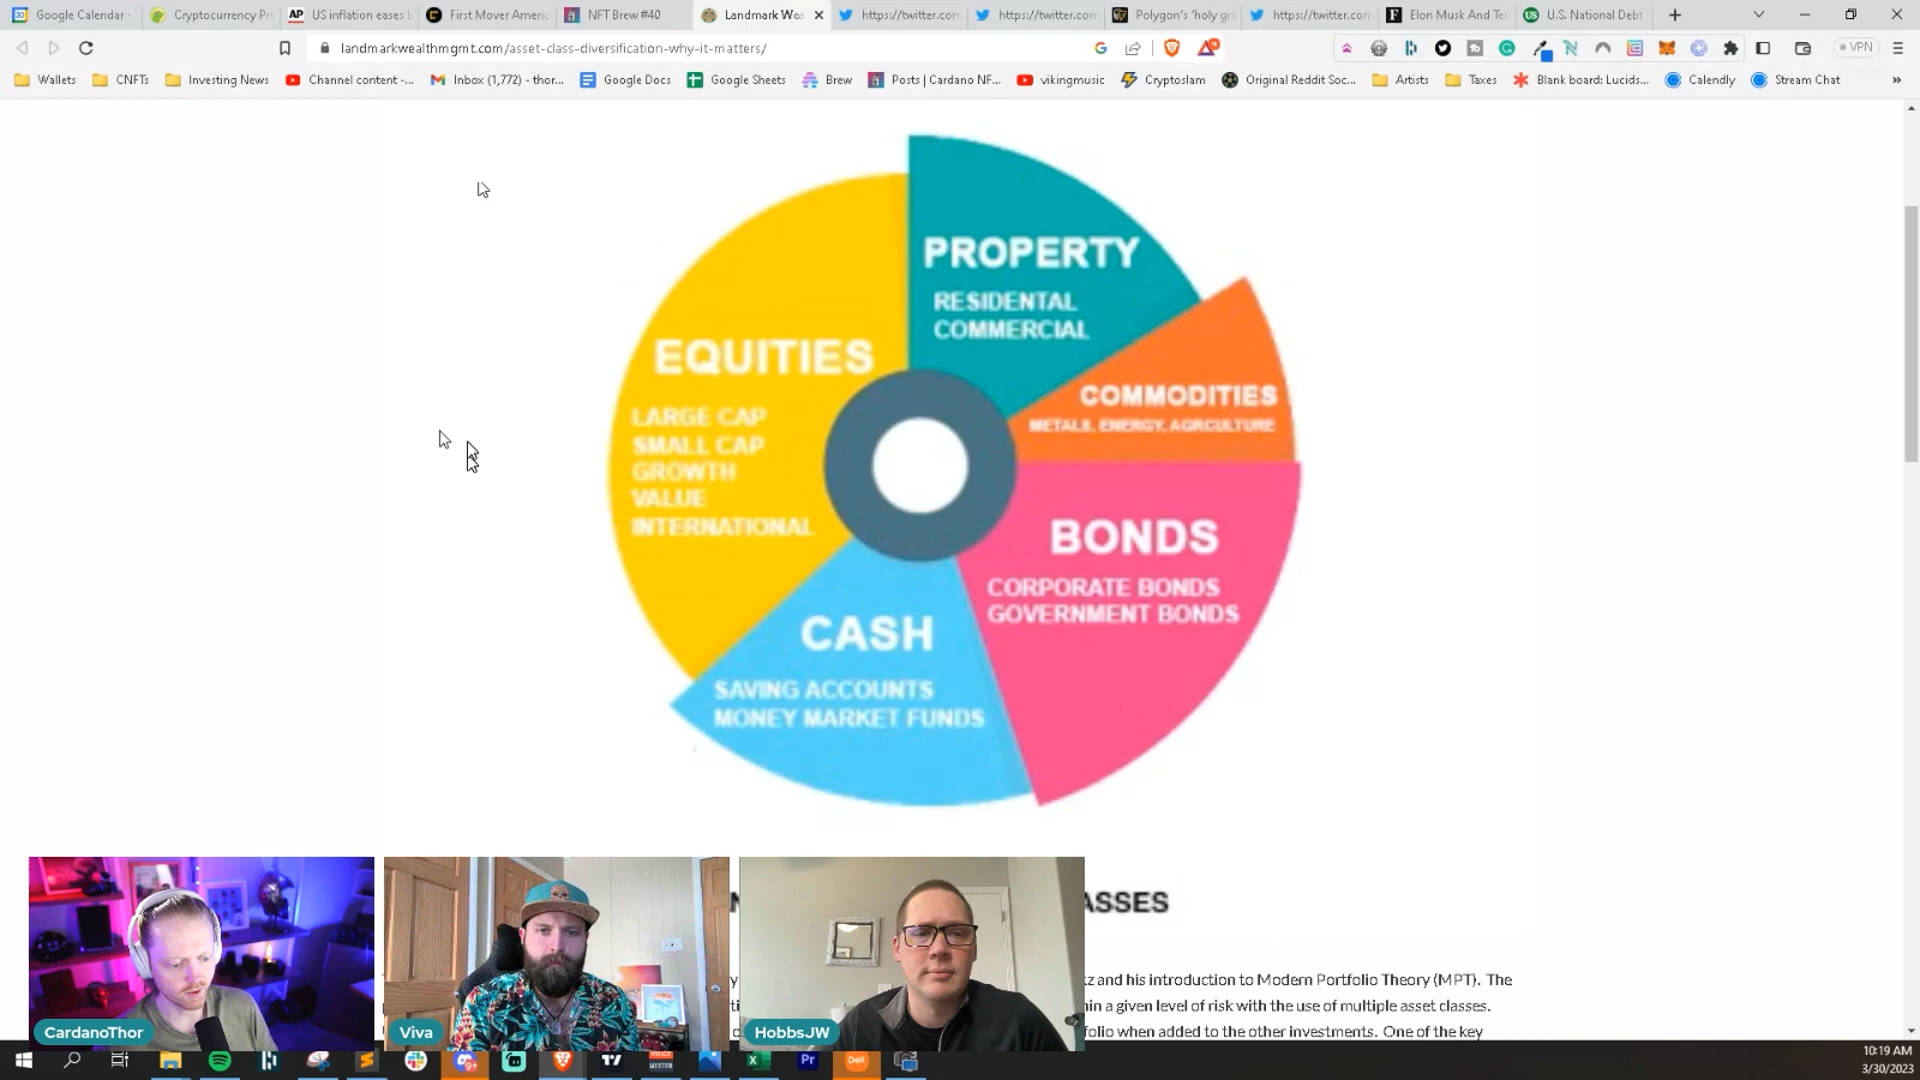 Google Calendar -
Cryptocurrency Pri
US inflation eases b
First Mover Americ
NFT Brew #40
Landmark Wea
https://twitter.com
https://twitter.com
Polygon's 'holy gr
https://twitter.com
Elon Musk And Tec
U.S. National Debt
landmarkwealthmgmt.com/asset-class-diversification-why-it-matters/
VPN
Wallets
CNFTs
Investing News
Channel content -...
Inbox (1,772) - thor...
Google Docs
Google Sheets
Brew
Posts | Cardano NF...
vikingmusic
Cryptoslam
Original Reddit Soc...
Artists
Taxes
Blank board: Lucids...
Calendly
Stream Chat
PROPERTY
RESIDENTAL
COMMERCIAL
COMMODITIES
METALS, ENERGY, AGRCULTURE
EQUITIES
LARGE CAP
SMALL CAP
GROWTH
VALUE
INTERNATIONAL
BONDS
CORPORATE BONDS
GOVERNMENT BONDS
CASH
SAVING ACCOUNTS
MONEY MARKET FUNDS
ASSES
z and his introduction to Modern Portfolio Theory (MPT). The
in a given level of risk with the use of multiple asset classes.
folio when added to the other investments. One of the key
CardanoThor
Viva
HobbsJW
10:19 AM
3/30/2023